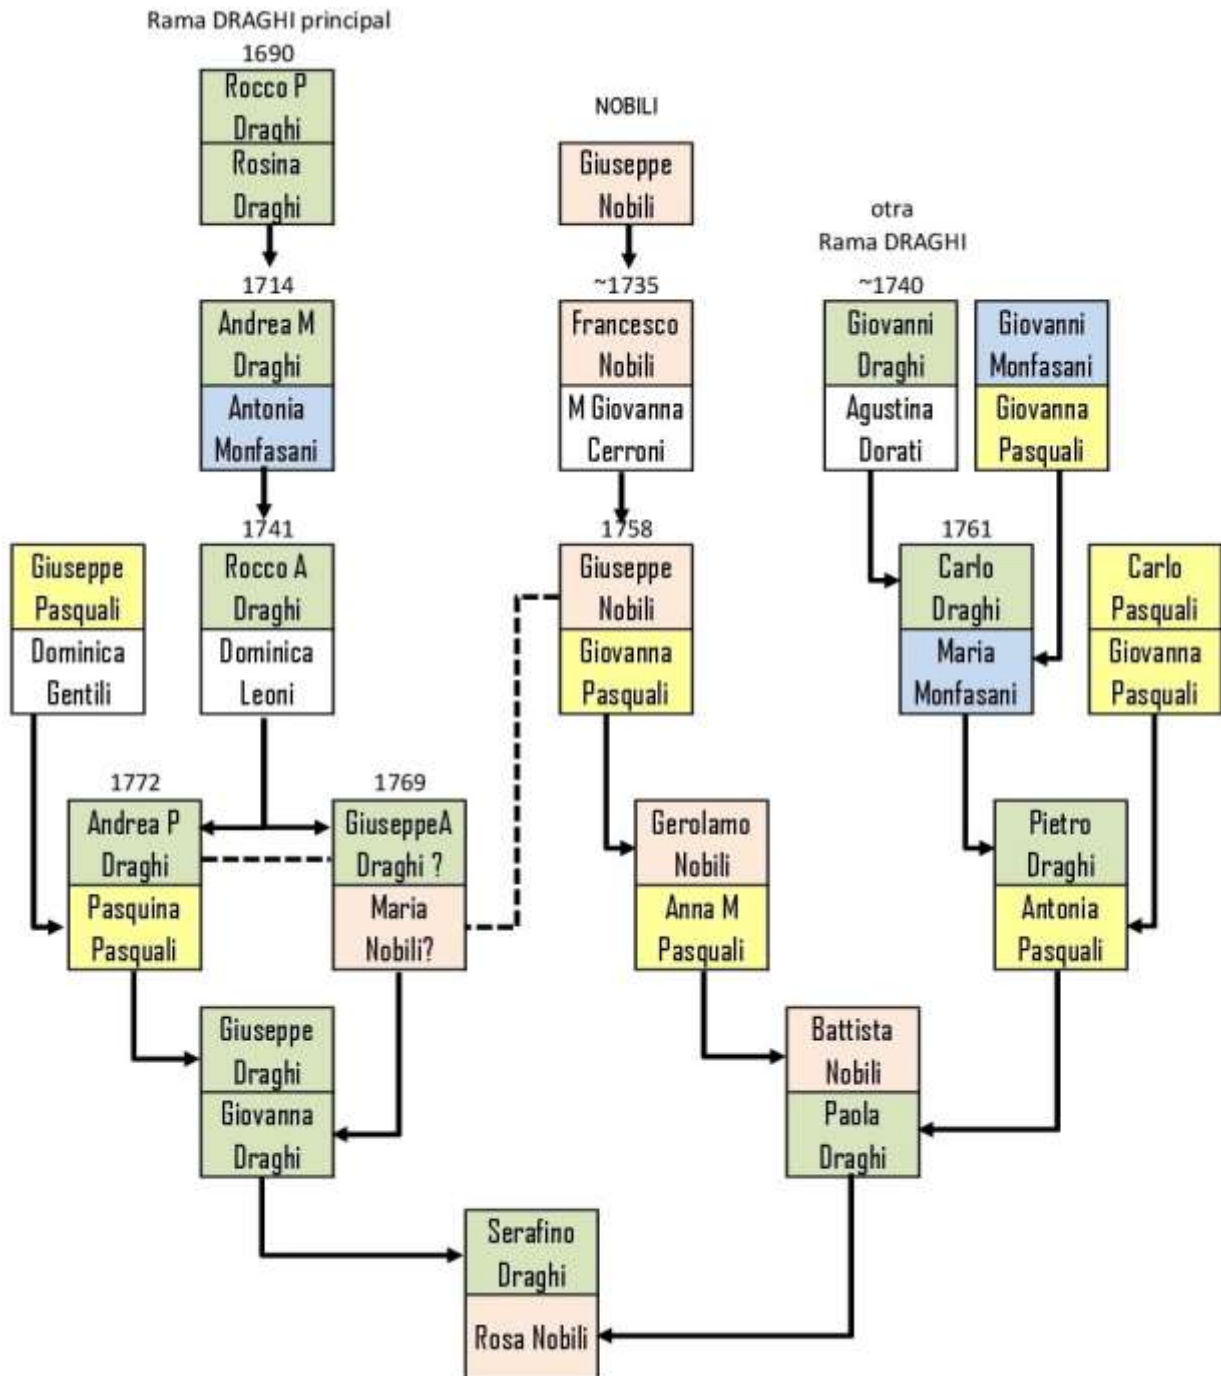 Rama DRAGHI principal
1690
Rocco P
Draghi
Rosina
Draghi
NOBILI
Giuseppe
Nobili
otra
Rama DRAGHI
1714
Andrea M
Draghi
Antonia
Monfasani
~1735
Francesco
Nobili
M Giovanna
Cerroni
~1740
Giovanni
Draghi
Agustina
Dorati
Giovanni
Monfasani
Giovanna
Pasquali
Giuseppe
Pasquali
Dominica
Gentili
1741
Rocco A
Draghi
Dominica
Leoni
1758
Giuseppe
Nobili
Giovanna
Pasquali
1761
Carlo
Draghi
Maria
Monfasani
Carlo
Pasquali
Giovanna
Pasquali
1772
Andrea P
Draghi
Pasquina
Pasquali
1769
GiuseppeA
Draghi ?
Maria
Nobili?
Gerolamo
Nobili
Anna M
Pasquali
Pietro
Draghi
Antonia
Pasquali
Giuseppe
Draghi
Giovanna
Draghi
Battista
Nobili
Paola
Draghi
Serafino
Draghi
Rosa Nobili